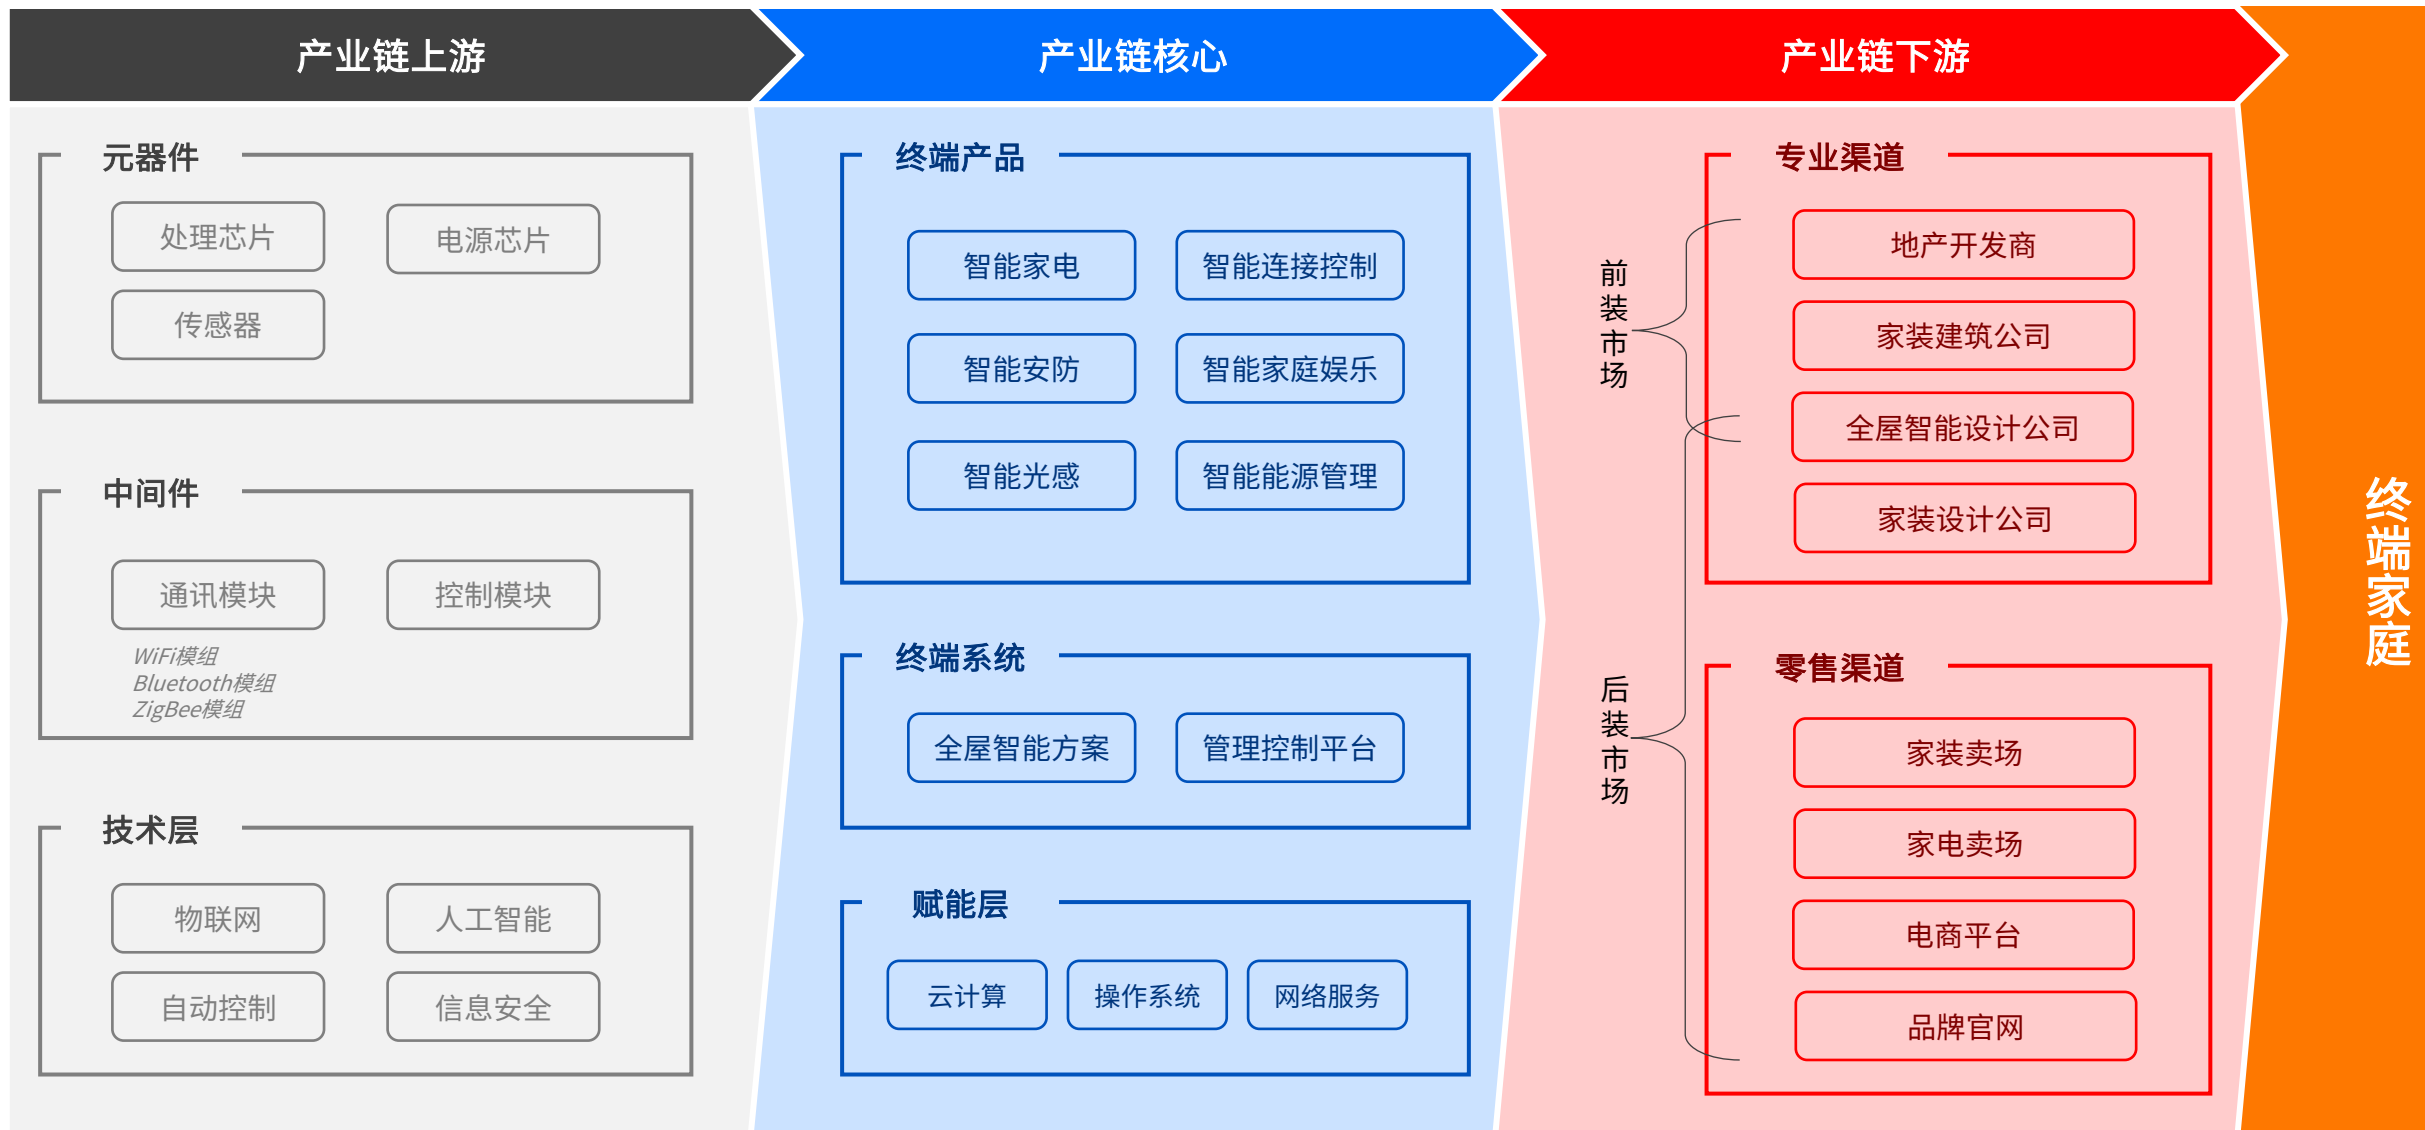 产业链上游
产业链核心
产业链下游
元器件
处理芯片
电源芯片
传感器
中间件
通讯模块
控制模块
WiFi模组
Bluetooth模组
ZigBee模组
技术层
物联网
人工智能
自动控制
信息安全
终端产品
智能家电
智能连接控制
智能安防
智能家庭娱乐
智能光感
智能能源管理
终端系统
全屋智能方案
管理控制平台
赋能层
云计算
操作系统
网络服务
前装市场
后装市场
专业渠道
地产开发商
家装建筑公司
全屋智能设计公司
家装设计公司
零售渠道
家装卖场
家电卖场
电商平台
品牌官网
终端家庭